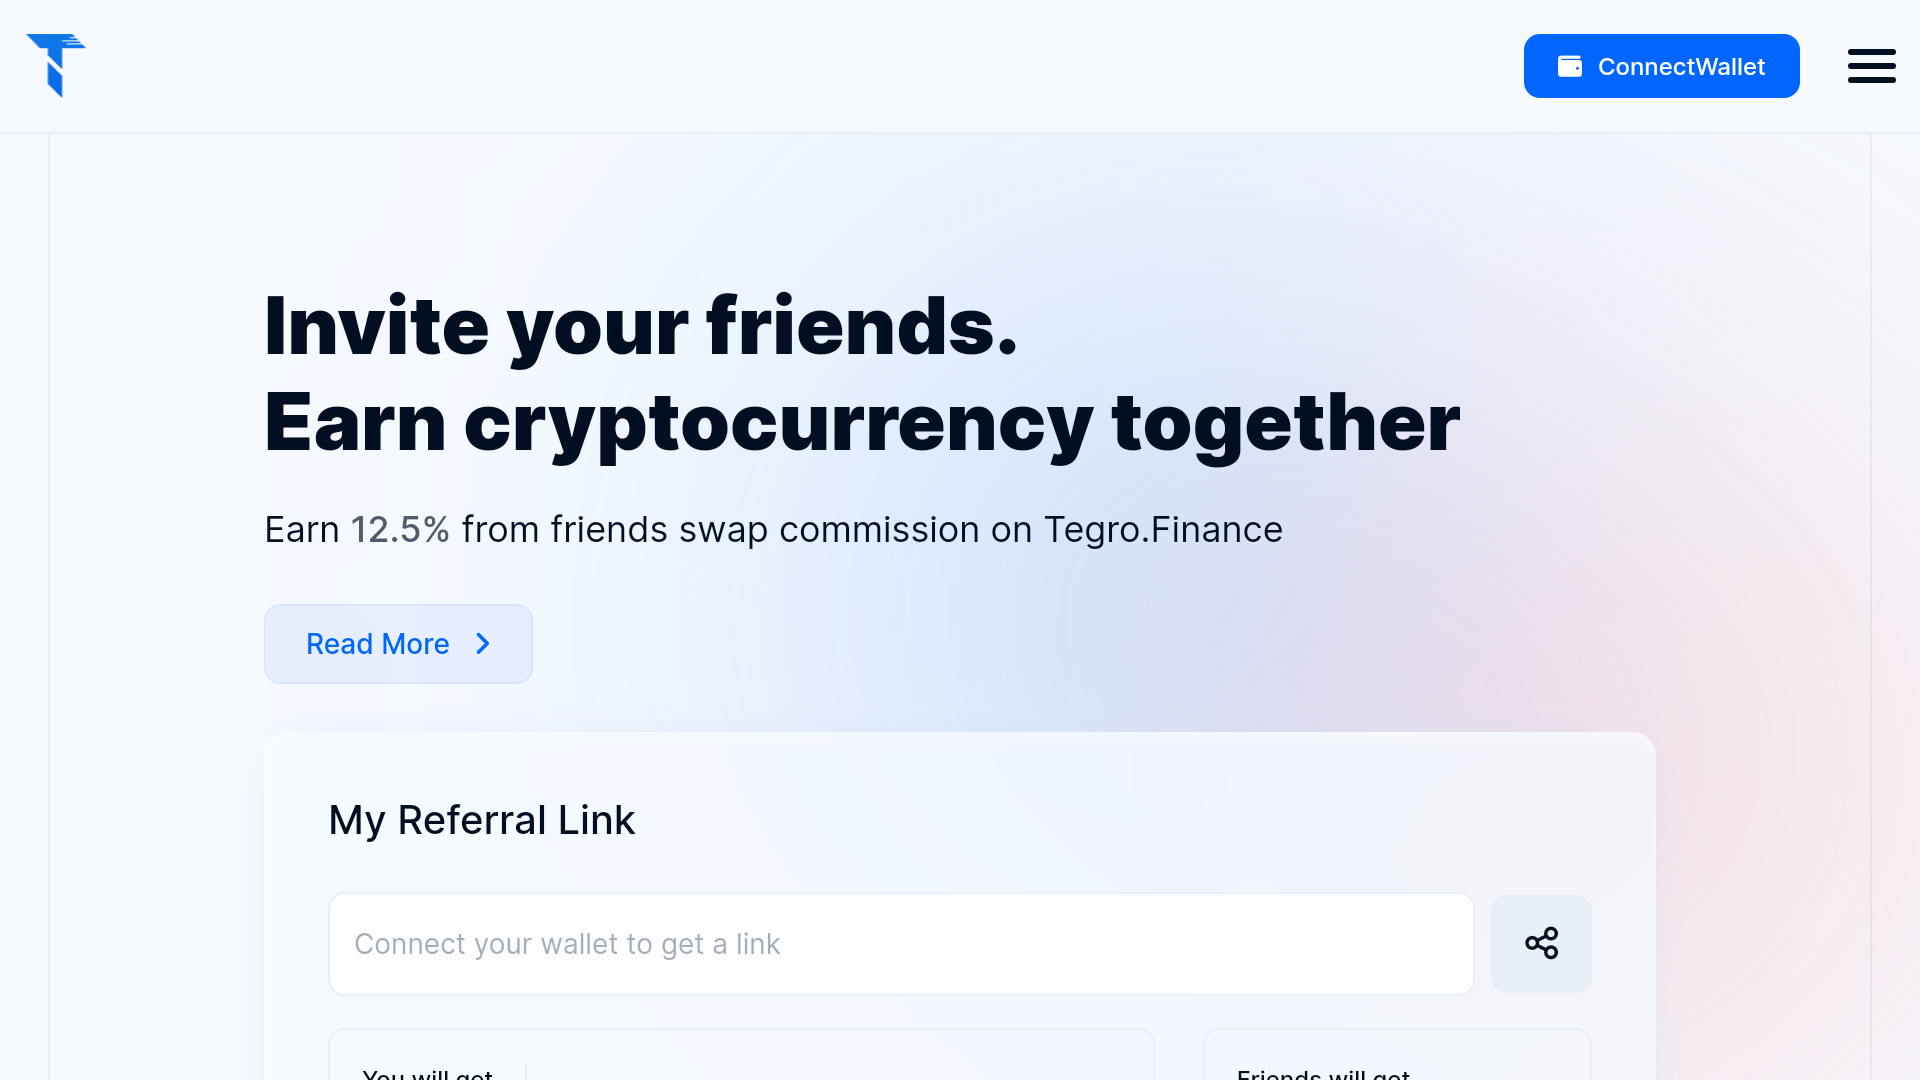 ConnectWallet
Invite your friends.
Earn cryptocurrency together
Earn 12.5% from friends swap commission on Tegro.Finance
Read More
My Referral Link
Connect your wallet to get a link
You will get
Friends will get